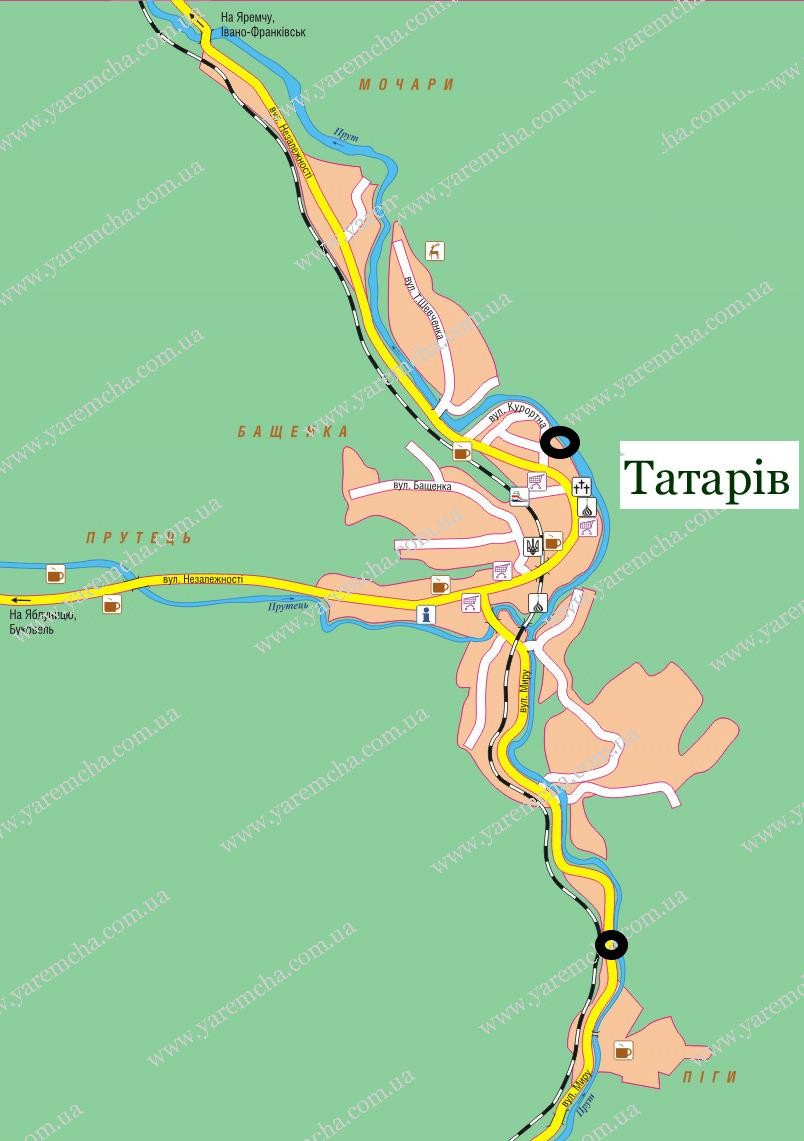 На Яремчу,
Івано-Франківськ
МОЧАРИ
Прут
вул. Незалежності
вул. Т.Шевченка
вул. Курортна
БАЩЕНКА
Татарів
вул. Бащенка
ПРУТЕЦЬ
вул. Незалежності
Прутець
На Яблуницю,
Буковель
вул. Миру
ПІГИ
вул. Миру
Прут
www.yaremcha.com.ua